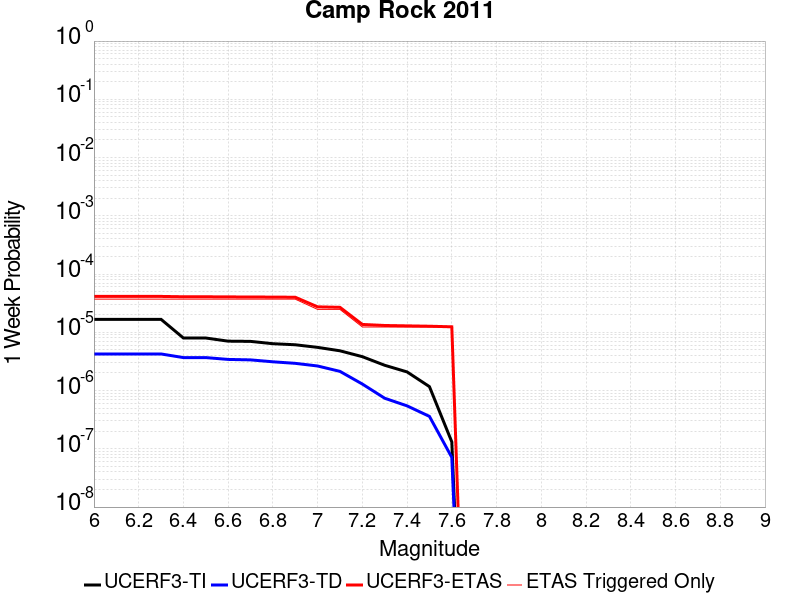 Camp Rock 2011
10^0
10^-1
10^-2
10^-3
10^-4
10^-5
10^-6
10^-7
10^-8
1 Week Probability
6 6.2 6.4 6.6 6.8 7 7.2 7.4 7.6 7.8 8 8.2 8.4 8.6 8.8 9
Magnitude
UCERF3-TI UCERF3-TD UCERF3-ETAS ETAS Triggered Only